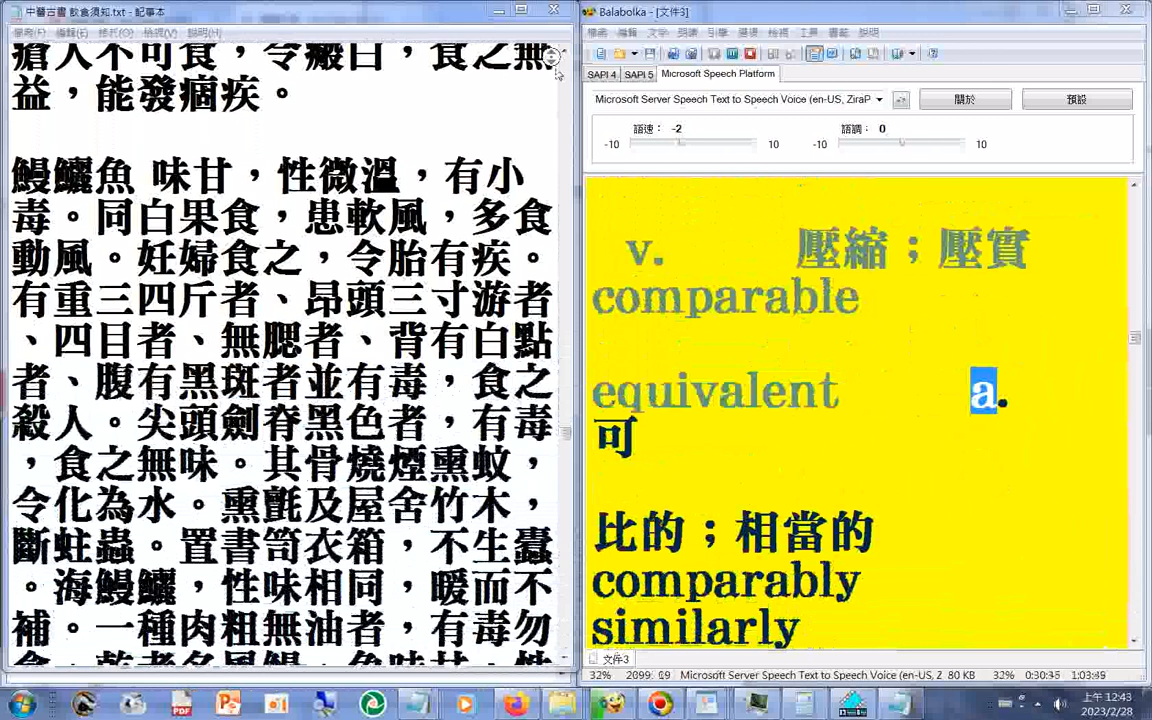 中醫古書 飲食須知.txt - 記事本
瘡人不可食，令瘢白，食之無
益，能發痼疾。
鰻鱺魚 味甘，性微溫，有小
毒。同白果食，患軟風，多食
動風。妊婦食之，令胎有疾。
有重三四斤者、昂頭三寸游者
、四目者、無腮者、背有白點
者、腹有黑斑者並有毒，食之
殺人。尖頭劍脊黑色者，有毒
，食之無味。其骨燒煙熏蚊，
令化為水。熏氈及屋舍竹木，
斷蛀蟲。置書笥衣箱，不生蠹
。海鰻鱺，性味相同，暖而不
補。一種肉粗無油者，有毒勿
Balabolka - [文件3]
SAPI 4 SAPI 5 Microsoft Speech Platform
Microsoft Server Speech Text to Speech Voice (en-US, ZiraP
關於
預設
語速： -2
語調： 0
-10 10 -10 10
v. 壓縮；壓實
comparable
equivalent a.
可
比的；相當的
comparably
similarly
文件3
32% 2099: 69 Microsoft Server Speech Text to Speech Voice (en-US, Z 80 KB 32% 0:30:45
上午 12:43
2023/2/28